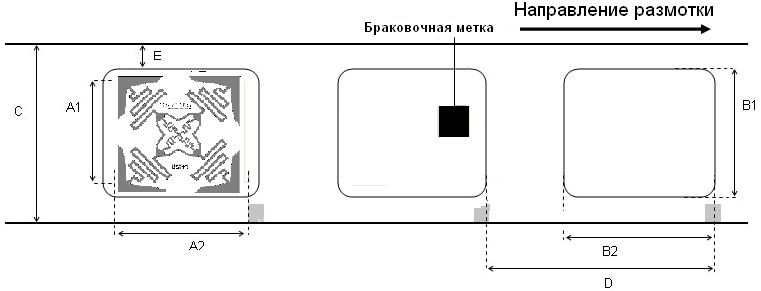 Направление размотки
Браковочная метка
E
C
A1
B1
A2
B2
D